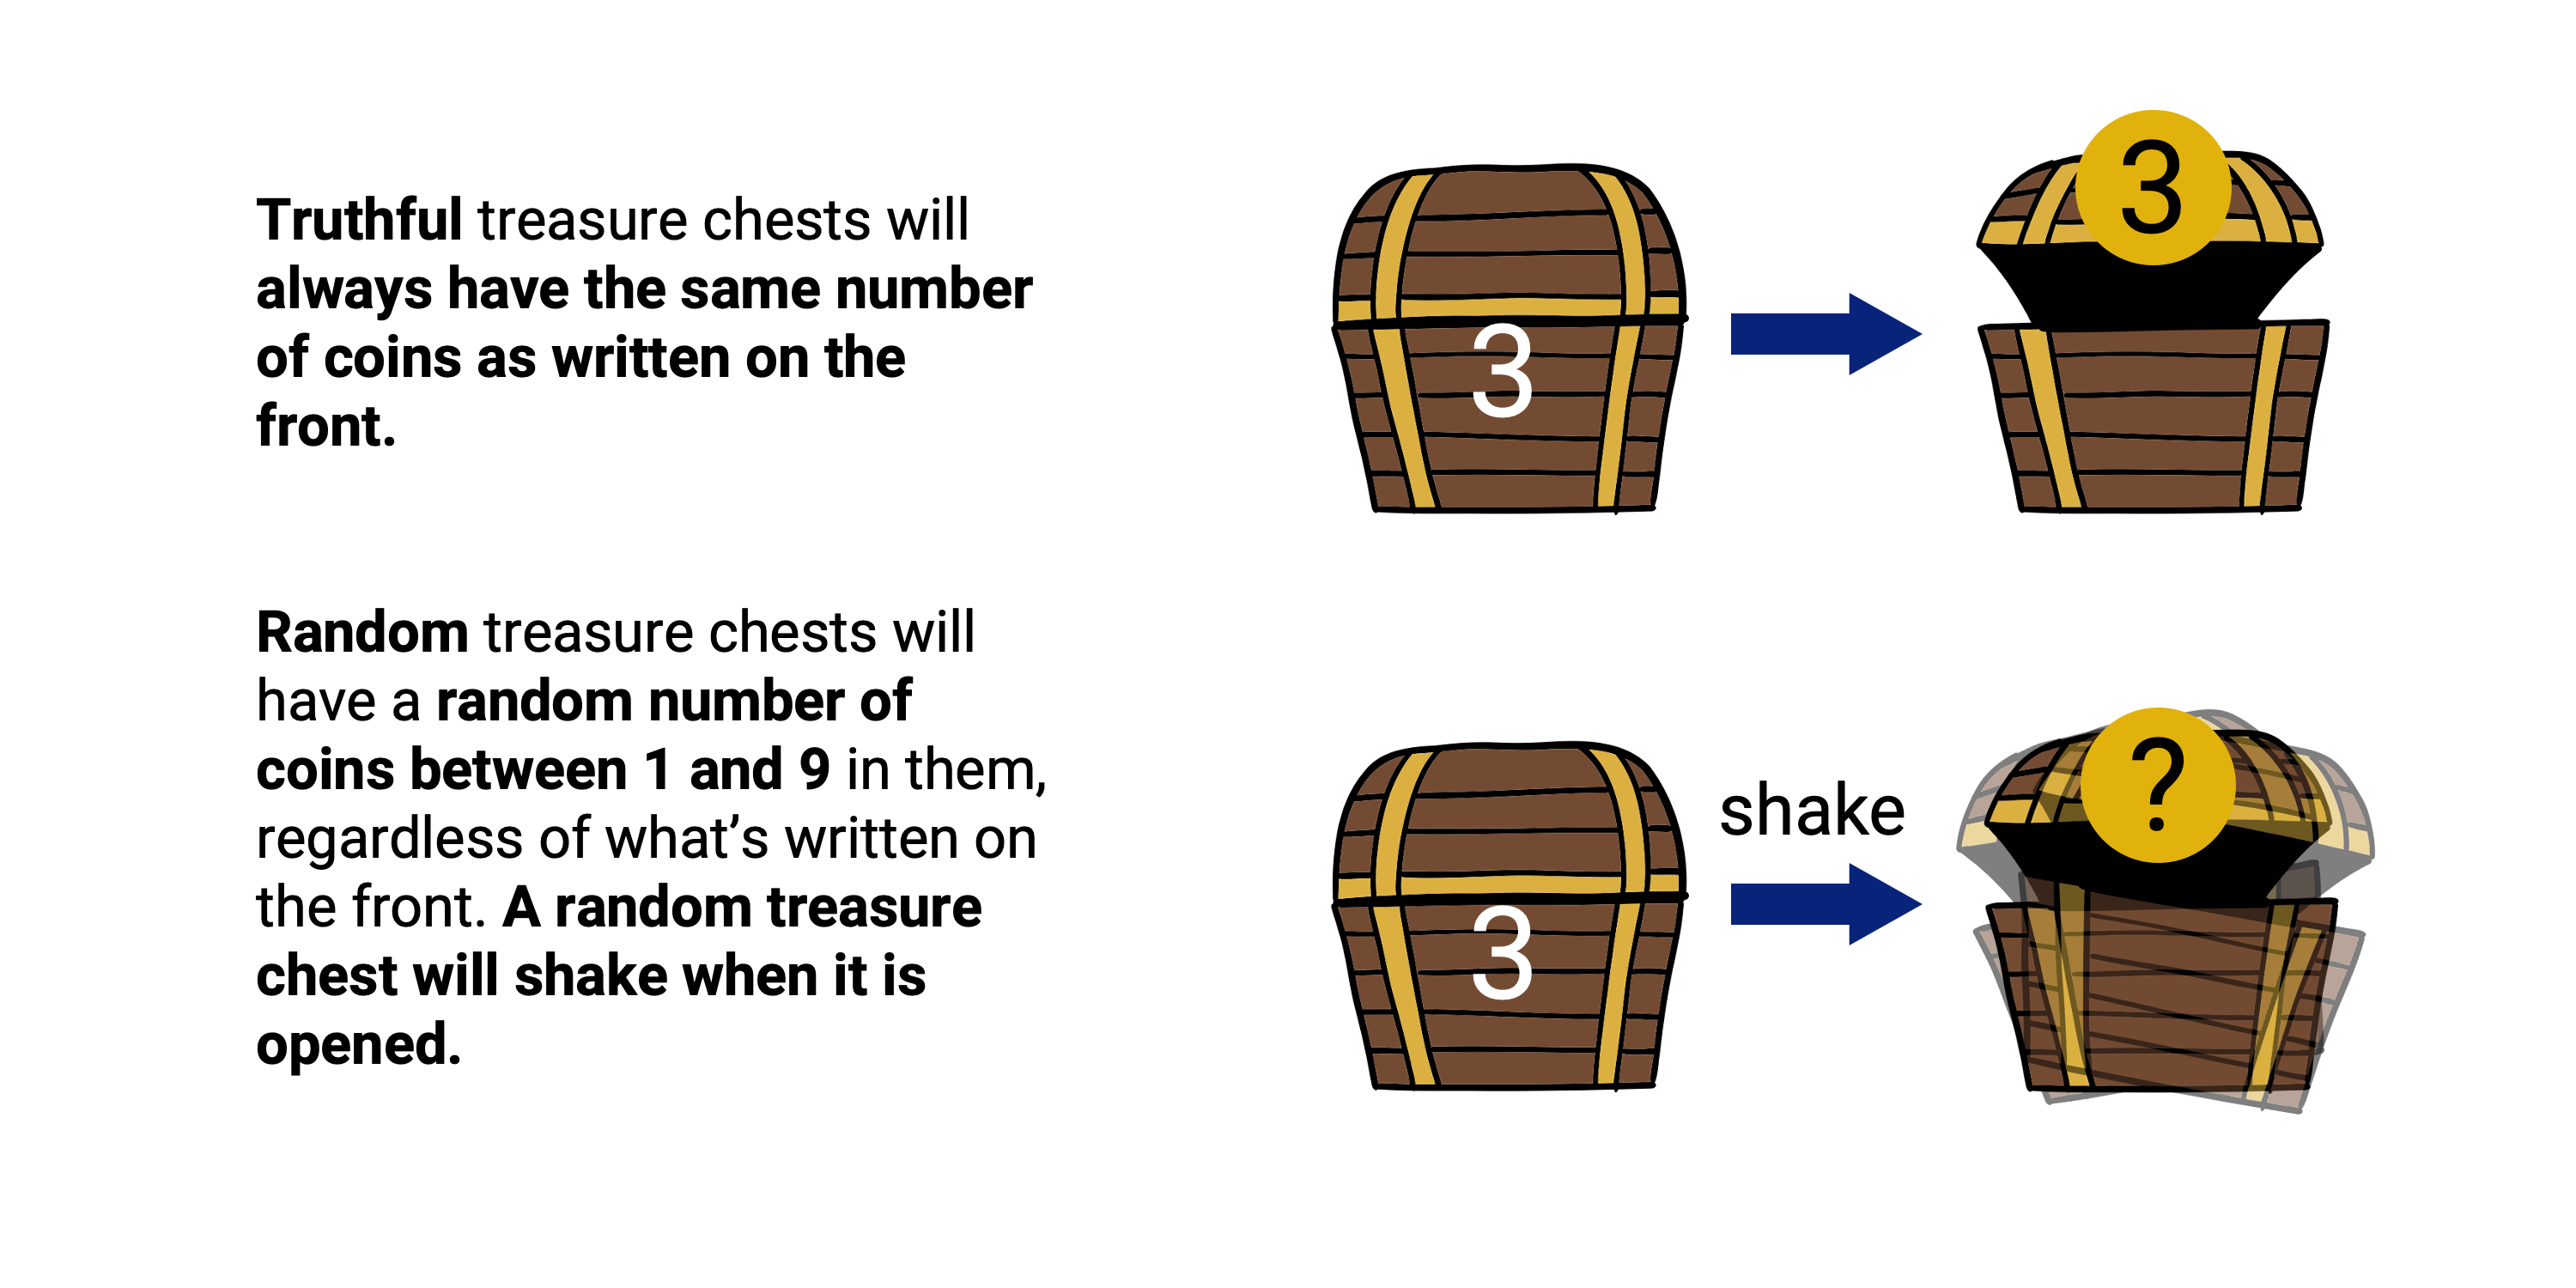 Truthful treasure chests will
always have the same number
of coins as written on the
front.
3
3
Random treasure chests will
have a random number of
coins between 1 and 9 in them,
regardless of what’s written on
the front. A random treasure
chest will shake when it is
opened.
3
shake
?